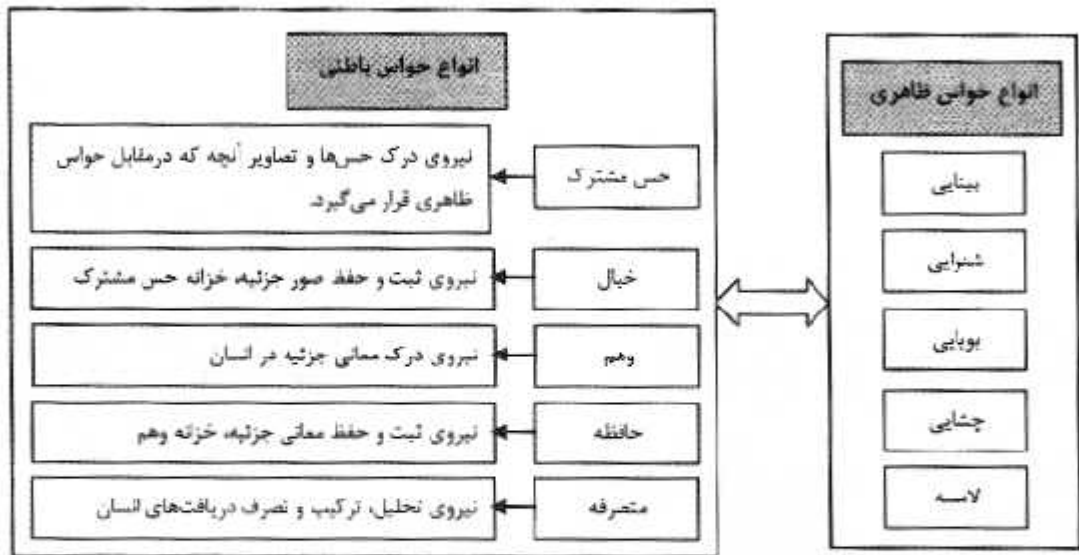 انواع حواس ظاهری
بینایی
شنوایی
بویایی
چشایی
لامسه
انواع حواس باطنی
حس مشترک
نیروی درک حس‌ها و تصاویر آنچه که درمقابل حواس
ظاهری قرار می‌گیرد.
خیال
نیروی ثبت و حفظ صور جزئیه، خزانه حس مشترک
وهم
نیروی درک معانی جزئیه در انسان
حافظه
نیروی ثبت و حفظ معانی جزئیه، خزانه وهم
متصرفه
نیروی تحلیل، ترکیب و تصرف دریافت‌های انسان